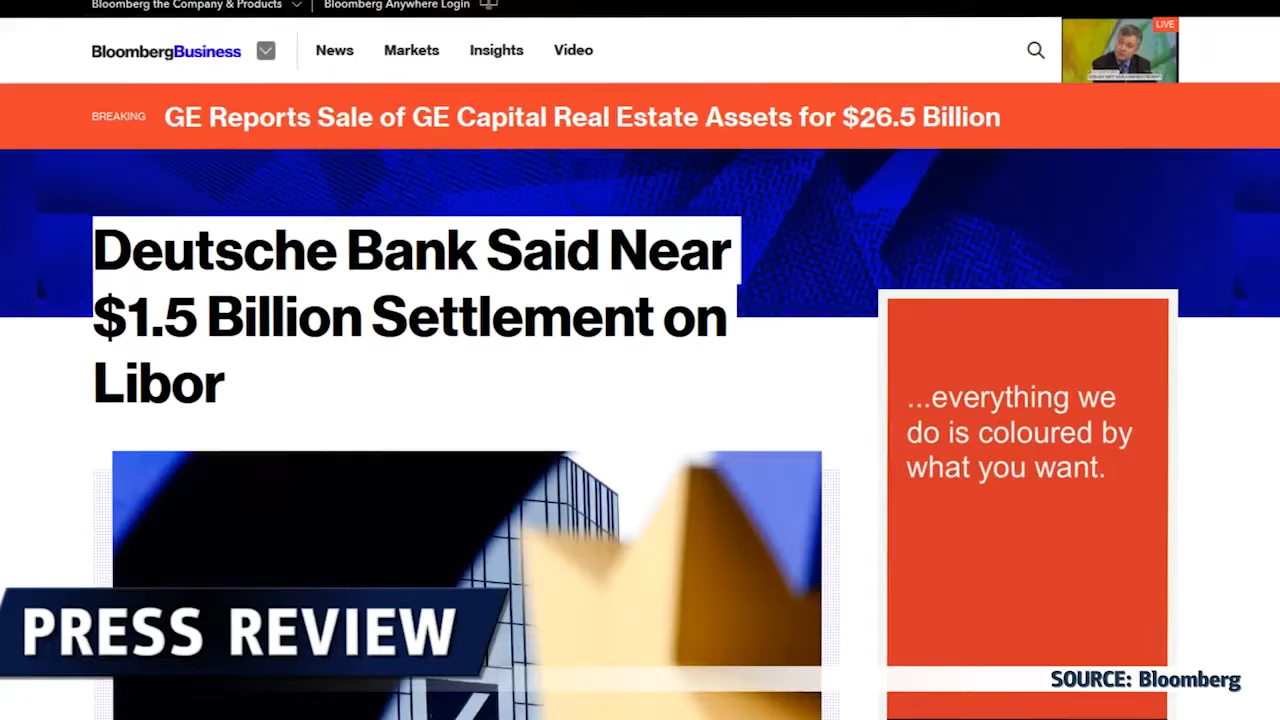 Bloomberg the Company & Products
Bloomberg Anywhere Login
BloombergBusiness
News
Markets
Insights
Video
LIVE
BREAKING
GE Reports Sale of GE Capital Real Estate Assets for $26.5 Billion
Deutsche Bank Said Near
$1.5 Billion Settlement on
Libor
...everything we
do is coloured by
what you want.
PRESS REVIEW
SOURCE: Bloomberg